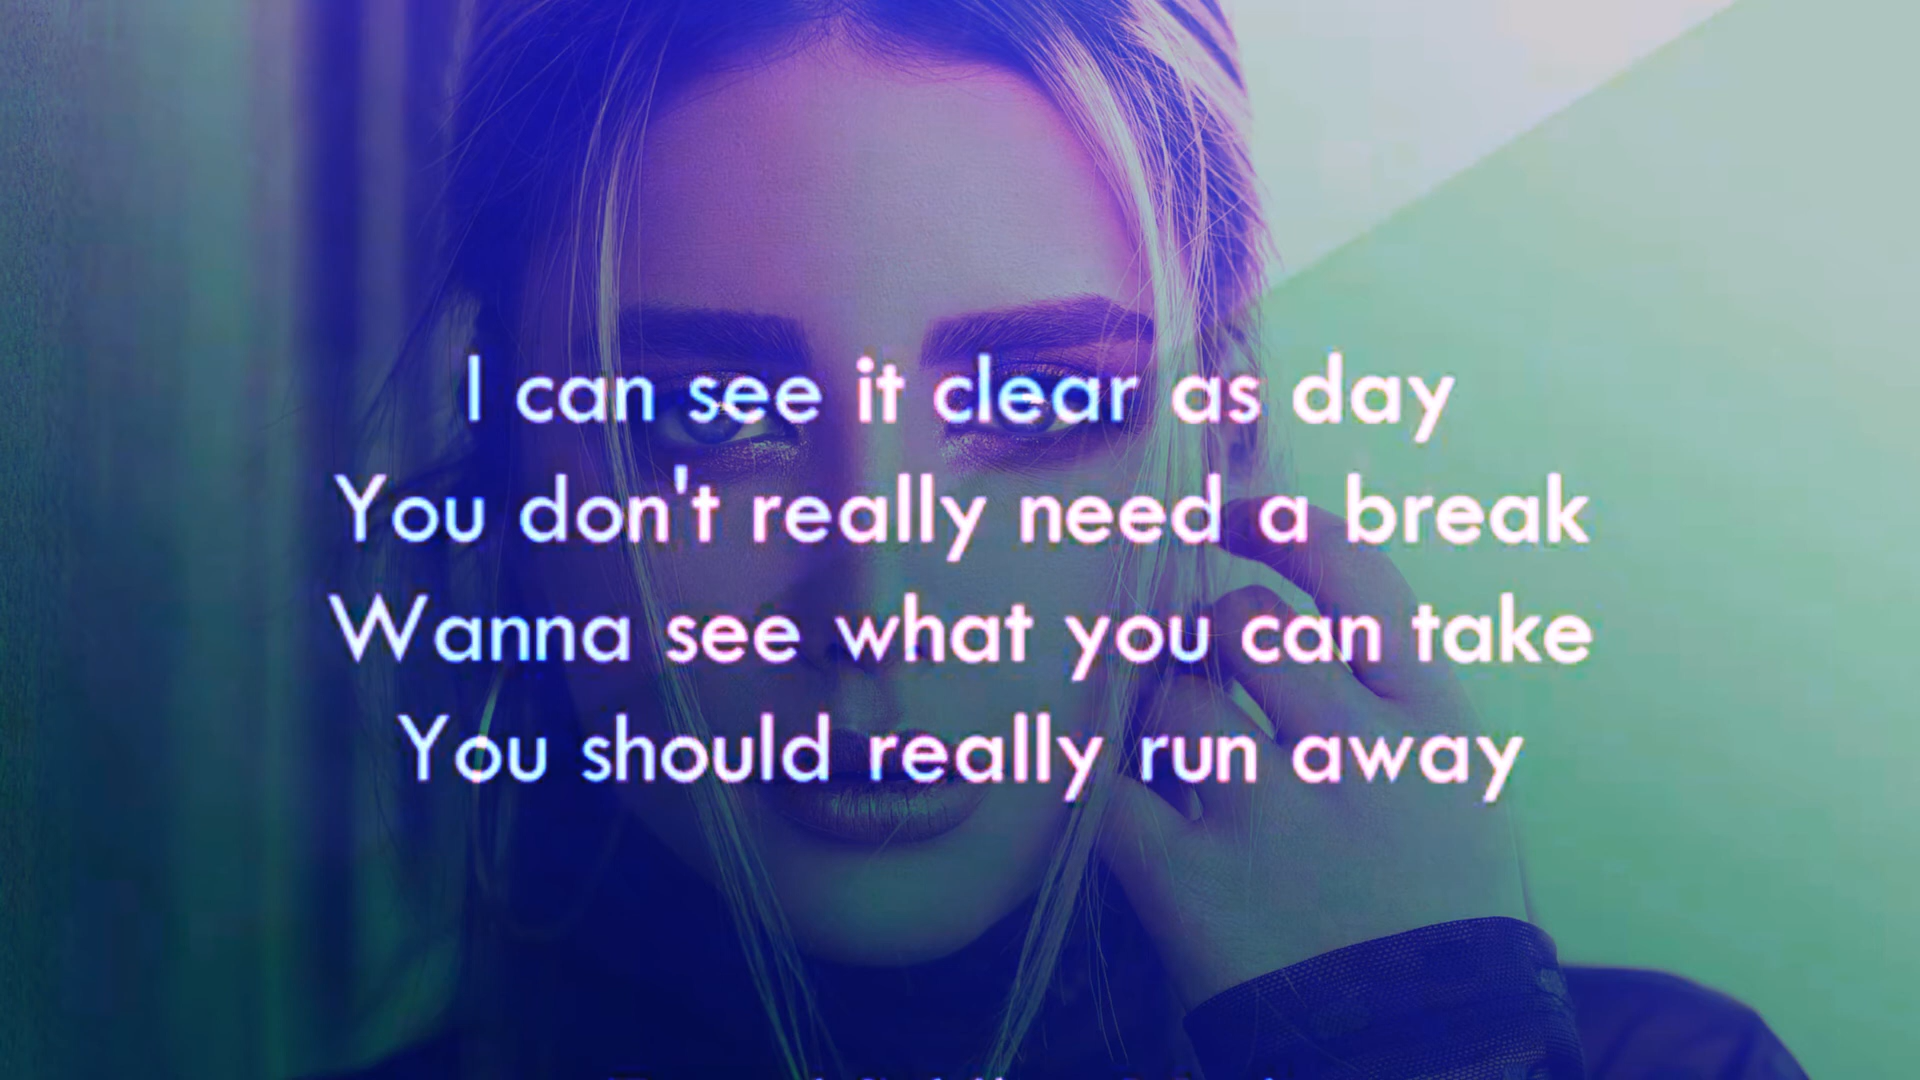 I can see it clear as day
You don't really need a break
Wanna see what you can take
You should really run away